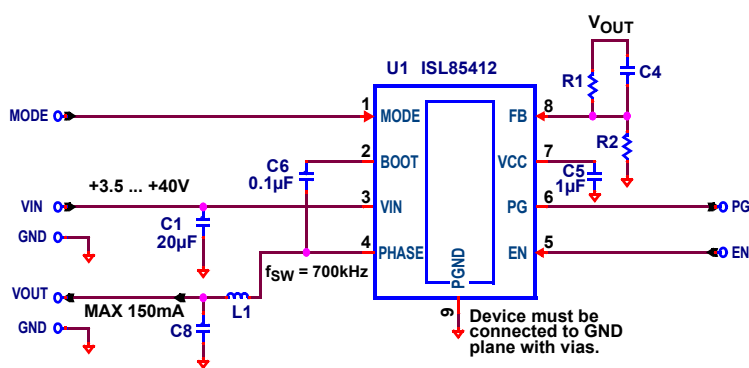 VOUT
U1 ISL85412
R1
C4
MODE
1
MODE
FB
8
R2
2
BOOT
VCC
7
C6
0.1µF
C5
1µF
+3.5 ... +40V
VIN
3
VIN
PG
6
PG
C1
20µF
GND
4
PHASE
EN
5
EN
fSW = 700kHz
VOUT
L1
MAX 150mA
C8
GND
PGND
9
Device must be
connected to GND
plane with vias.